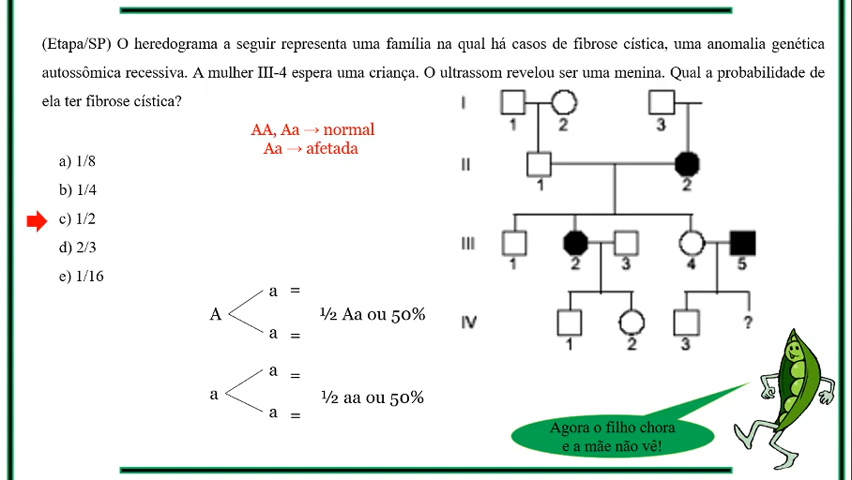 (Etapa/SP) O heredograma a seguir representa uma família na qual há casos de fibrose cística, uma anomalia genética
autossômica recessiva. A mulher III-4 espera uma criança. O ultrassom revelou ser uma menina. Qual a probabilidade de
ela ter fibrose cística?
AA, Aa → normal
Aa → afetada
a) 1/8
b) 1/4
c) 1/2
d) 2/3
e) 1/16
I
1 2 3
II
1 2
III
1 2 3 4 5
IV
1 2 3 ?
a =
A
½ Aa ou 50%
a =
a =
a
½ aa ou 50%
a =
Agora o filho chora
e a mãe não vê!